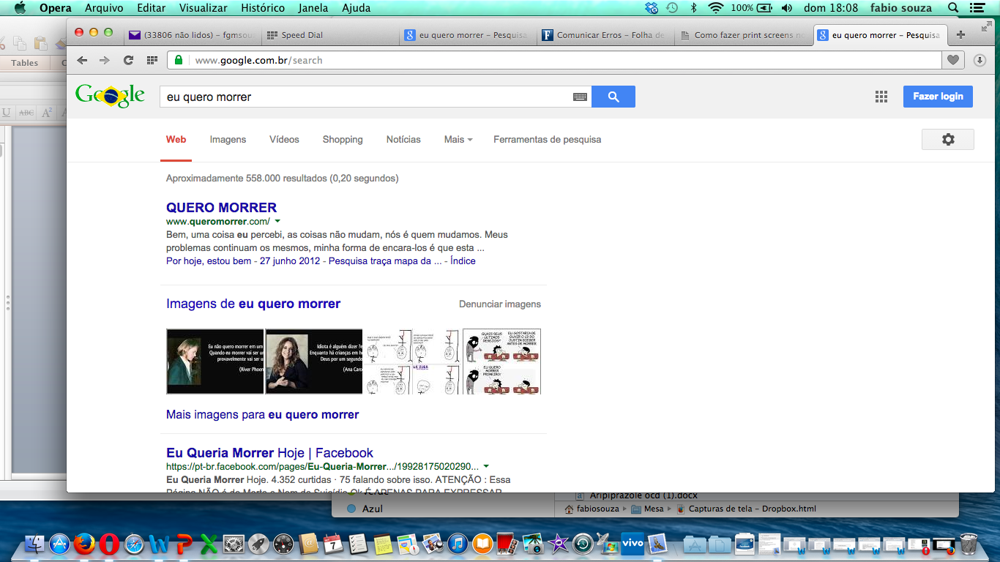 Opera Arquivo Editar Visualizar Histórico Janela Ajuda 100% dom 18:08 fabio souza
(33806 não lidos) – fgmsou
Speed Dial
eu quero morrer – Pesquisa
Comunicar Erros – Folha de
Como fazer print screens no
eu quero morrer – Pesquisa
www.google.com.br/search
Tables
U ABC A²
Google
eu quero morrer
Fazer login
Web Imagens Vídeos Shopping Notícias Mais Ferramentas de pesquisa
Aproximadamente 558.000 resultados (0,20 segundos)
QUERO MORRER
www.queromorrer.com/
Bem, uma coisa eu percebi, as coisas não mudam, nós é quem mudamos. Meus
problemas continuam os mesmos, minha forma de encara-los é que esta ...
Por hoje, estou bem - 27 junho 2012 - Pesquisa traça mapa da ... - Índice
Imagens de eu quero morrer
Denunciar imagens
Eu não quero morrer em um
Quando eu morrer vai ser u
provavelmente vai ser
(River Phoen
Idiota é alguém dizer ?e
Enquanto há crianças em h
Deus por um segundo
(Ana Caro
QUAIS SEUS
ÚLTIMOS
DESEJOS?
EU GOSTARIA DE
OUVIR O CD DO
JUSTIN BIEBER
ANTES DE MORRER
EU QUERO
MORRER
PRIMEIRO!
Mais imagens para eu quero morrer
Eu Queria Morrer Hoje | Facebook
https://pt-br.facebook.com/pages/Eu-Queria-Morrer.../19928175020290...
Eu Queria Morrer Hoje. 4.352 curtidas · 75 falando sobre isso. ATENÇÃO : Essa
Página NÃO é de Morte e Nem de Suicídio Ok É APENAS PARA EXPRESSAR
Azul
Aripiprazole ocd (1).docx
fabiosouza Mesa Capturas de tela – Dropbox.html
7
vivo